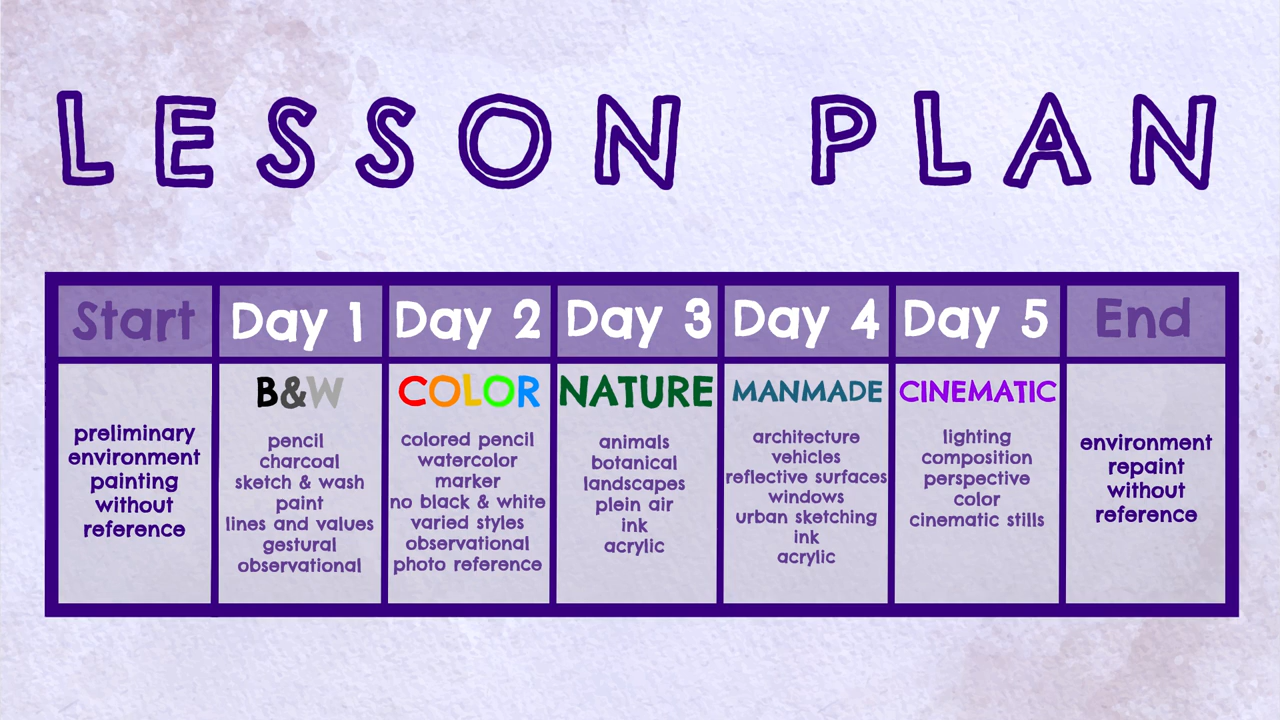 LESSON PLAN
Start
Day 1
Day 2
Day 3
Day 4
Day 5
End
preliminary
environment
painting
without
reference
B&W
pencil
charcoal
sketch & wash
paint
lines and values
gestural
observational
COLOR
colored pencil
watercolor
marker
no black & white
varied styles
observational
photo reference
NATURE
animals
botanical
landscapes
plein air
ink
acrylic
MANMADE
architecture
vehicles
reflective surfaces
windows
urban sketching
ink
acrylic
CINEMATIC
lighting
composition
perspective
color
cinematic stills
environment
repaint
without
reference